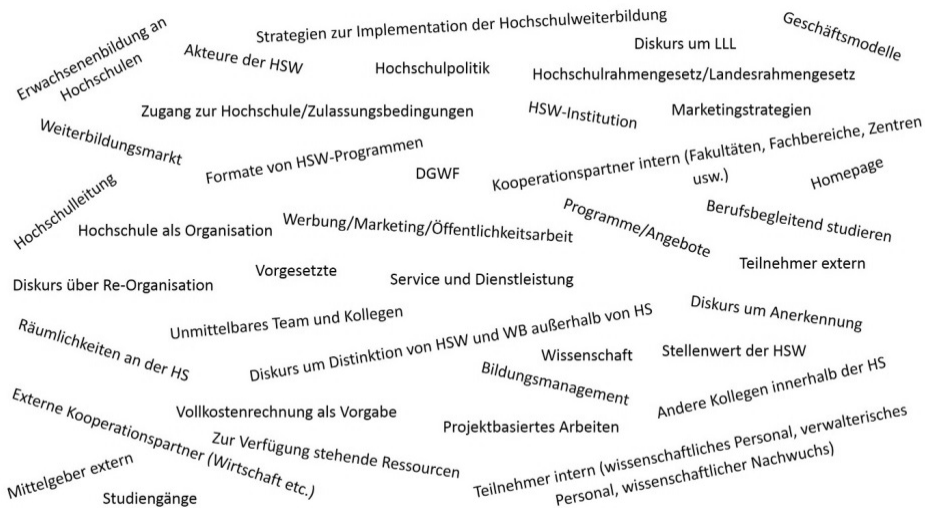 Strategien zur Implementation der Hochschulweiterbildung
Geschäftsmodelle
Erwachsenenbildung an
Hochschulen
Akteure der HSW
Diskurs um LLL
Hochschulpolitik
Hochschulrahmengesetz/Landesrahmengesetz
Zugang zur Hochschule/Zulassungsbedingungen
HSW-Institution
Marketingstrategien
Weiterbildungsmarkt
Formate von HSW-Programmen
DGWF
Kooperationspartner intern (Fakultäten, Fachbereiche, Zentren
usw.)
Homepage
Hochschulleitung
Hochschule als Organisation
Werbung/Marketing/Öffentlichkeitsarbeit
Programme/Angebote
Berufsbegleitend studieren
Teilnehmer extern
Diskurs über Re-Organisation
Vorgesetzte
Service und Dienstleistung
Räumlichkeiten an der HS
Unmittelbares Team und Kollegen
Diskurs um Distinktion von HSW und WB außerhalb von HS
Diskurs um Anerkennung
Wissenschaft
Stellenwert der HSW
Bildungsmanagement
Andere Kollegen innerhalb der HS
Externe Kooperationspartner (Wirtschaft etc.)
Vollkostenrechnung als Vorgabe
Projektbasiertes Arbeiten
Zur Verfügung stehende Ressourcen
Teilnehmer intern (wissenschaftliches Personal, verwalterisches
Personal, wissenschaftlicher Nachwuchs)
Mittelgeber extern
Studiengänge